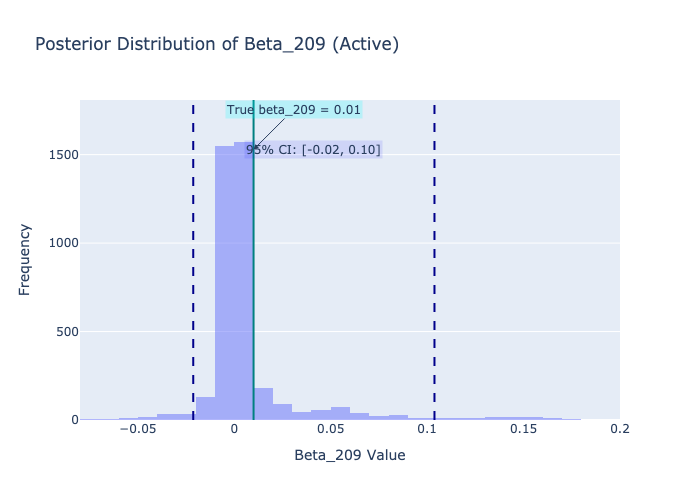 Posterior Distribution of Beta_209 (Active)
True beta_209 = 0.01
95% CI: [-0.02, 0.10]
1500
1000
500
0
Frequency
−0.05
0
0.05
0.1
0.15
0.2
Beta_209 Value